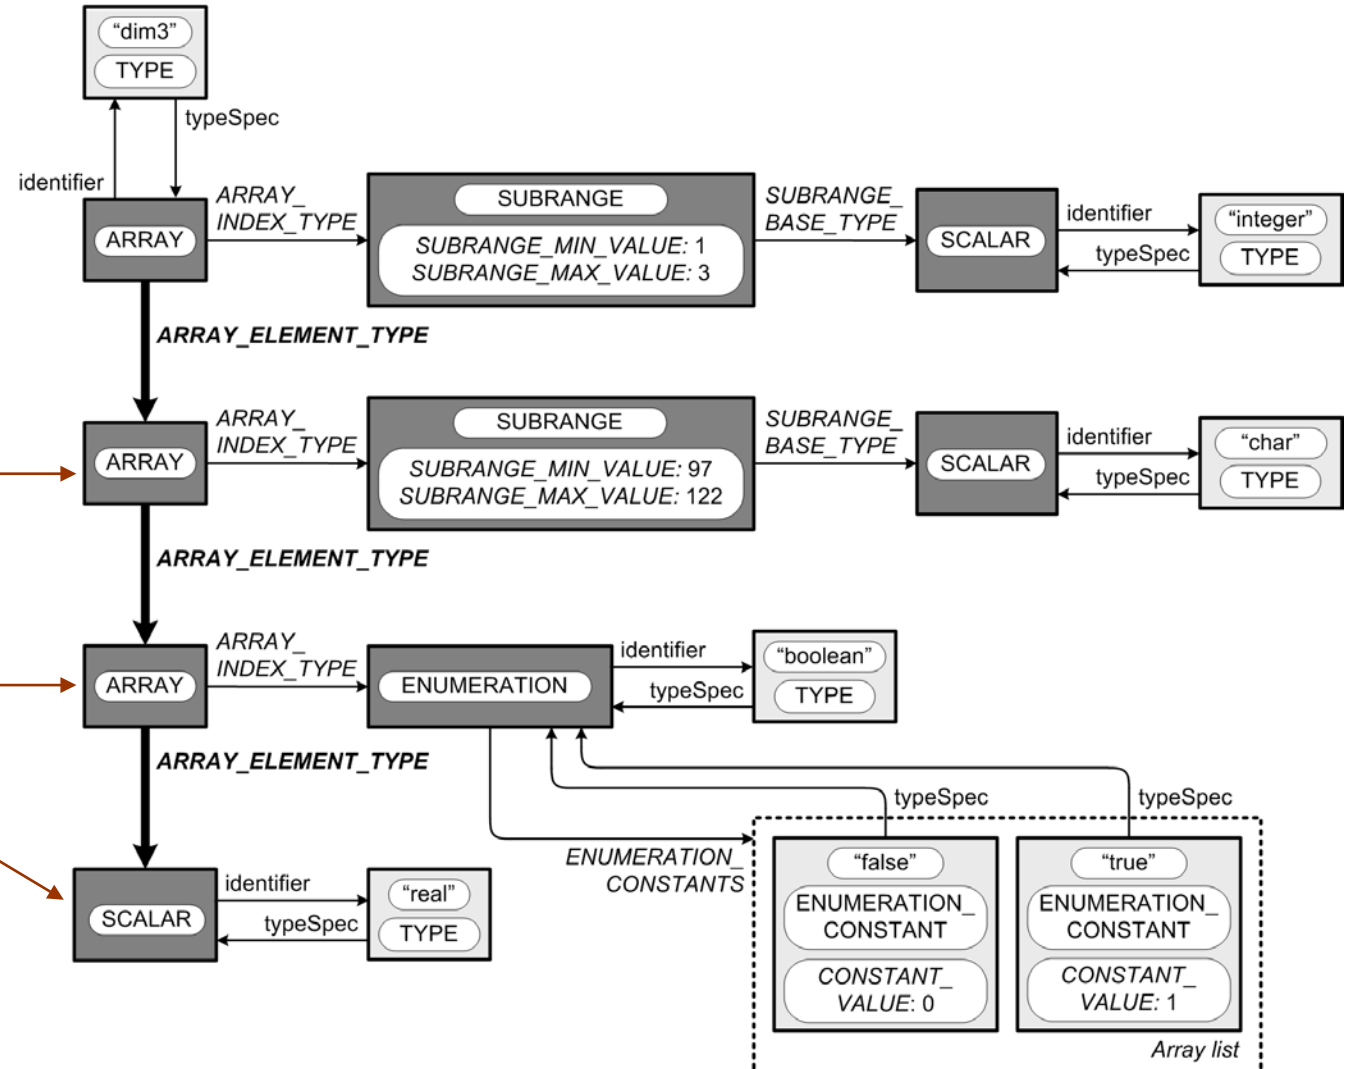 “dim3”
TYPE
typeSpec
identifier
ARRAY
ARRAY_
INDEX_TYPE
SUBRANGE
SUBRANGE_MIN_VALUE: 1
SUBRANGE_MAX_VALUE: 3
SUBRANGE_
BASE_TYPE
SCALAR
identifier
typeSpec
“integer”
TYPE
ARRAY_ELEMENT_TYPE
ARRAY
ARRAY_
INDEX_TYPE
SUBRANGE
SUBRANGE_MIN_VALUE: 97
SUBRANGE_MAX_VALUE: 122
SUBRANGE_
BASE_TYPE
SCALAR
identifier
typeSpec
“char”
TYPE
ARRAY_ELEMENT_TYPE
ARRAY
ARRAY_
INDEX_TYPE
ENUMERATION
identifier
typeSpec
“boolean”
TYPE
ARRAY_ELEMENT_TYPE
typeSpec
typeSpec
ENUMERATION_
CONSTANTS
“false”
ENUMERATION_
CONSTANT
CONSTANT_
VALUE: 0
“true”
ENUMERATION_
CONSTANT
CONSTANT_
VALUE: 1
Array list
SCALAR
identifier
typeSpec
“real”
TYPE